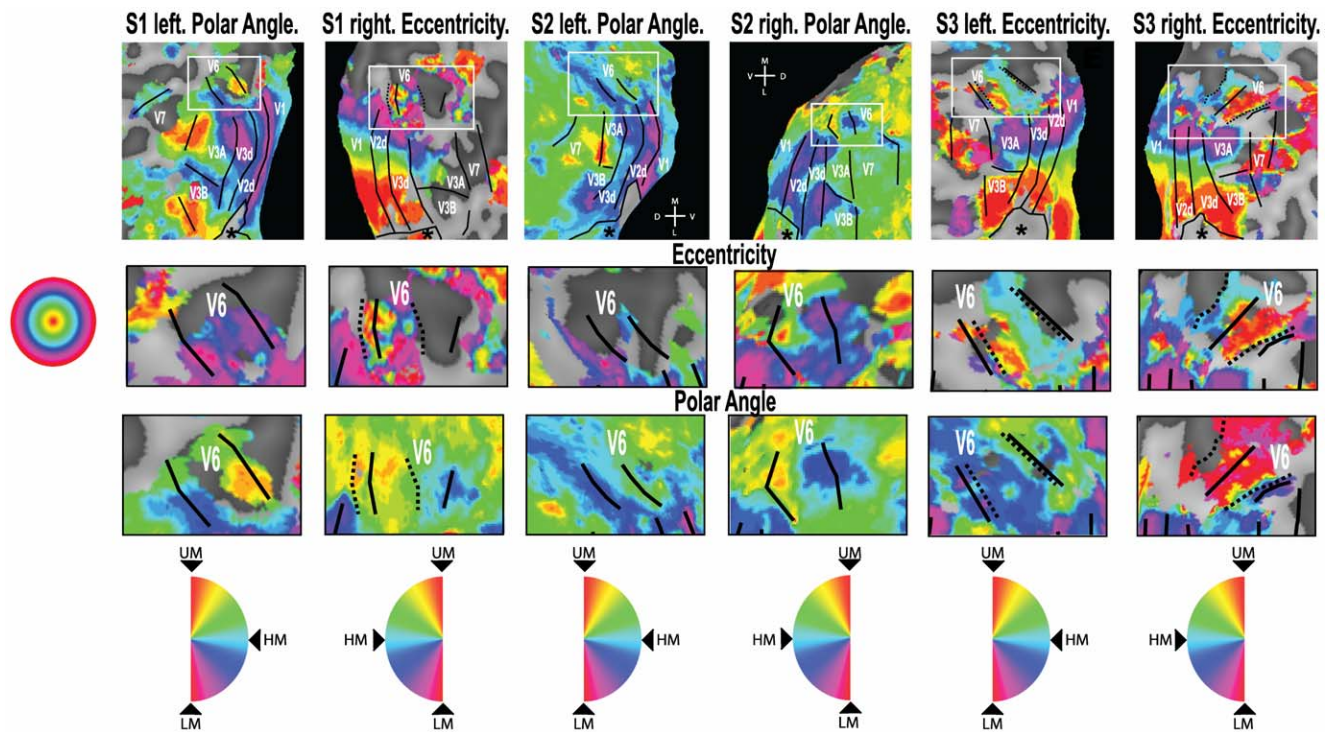 S1 left. Polar Angle. S1 right. Eccentricity. S2 left. Polar Angle. S2 righ. Polar Angle. S3 left. Eccentricity. S3 right. Eccentricity.
V6 V1 V7 V3A V3d V2d V3B *
V6 V1 V2d V3d V7 V3A V3B *
V6 V3A V7 V3B V3d V2d V1 M D V L *
M V D L V6 V1 V2d V3d V3A V7 V3B *
V6 V1 V2d V3d V3A V3B *
V6 V1 V3A V7 V3B V2d V3d *
Eccentricity
V6 V6 V6 V6 V6 V6
Polar Angle
V6 V6 V6 V6 V6 V6
UM UM UM UM UM UM
HM HM HM HM HM HM
LM LM LM LM LM LM